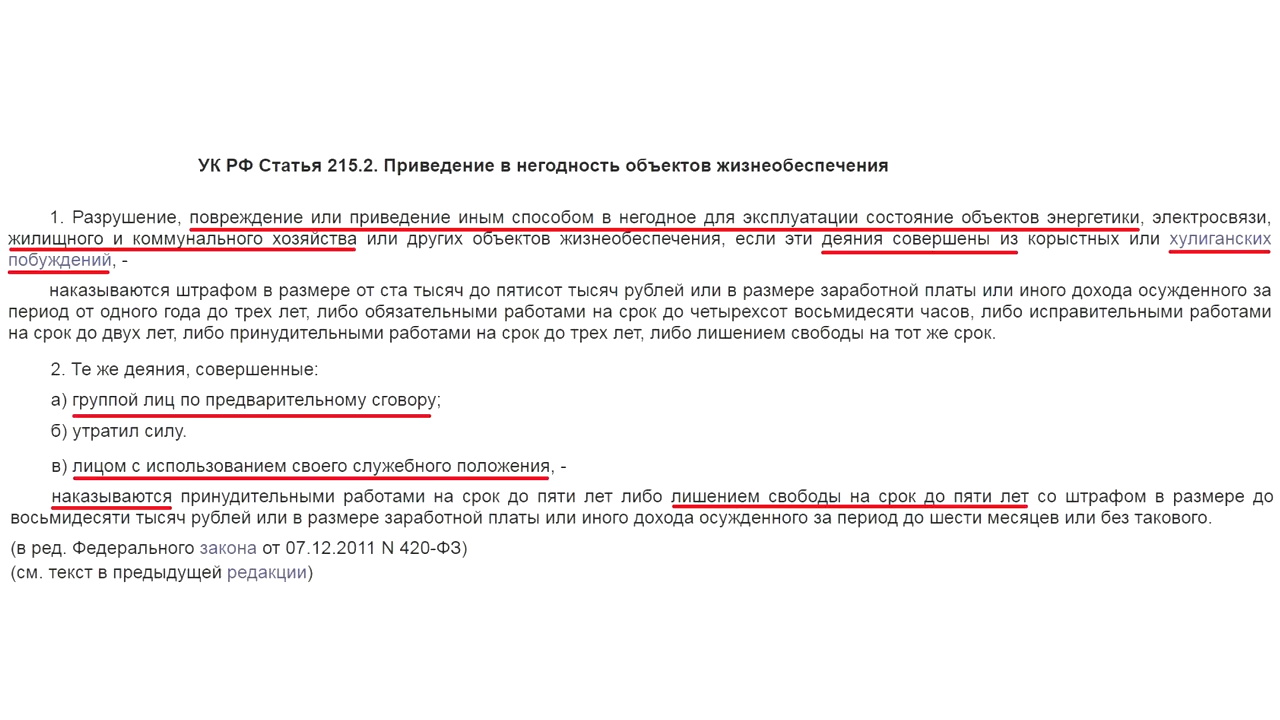 УК РФ Статья 215.2. Приведение в негодность объектов жизнеобеспечения
1. Разрушение, повреждение или приведение иным способом в негодное для эксплуатации состояние объектов энергетики, электросвязи,
жилищного и коммунального хозяйства или других объектов жизнеобеспечения, если эти деяния совершены из корыстных или хулиганских
побуждений, -
наказываются штрафом в размере от ста тысяч до пятисот тысяч рублей или в размере заработной платы или иного дохода осужденного за
период от одного года до трех лет, либо обязательными работами на срок до четырехсот восьмидесяти часов, либо исправительными работами
на срок до двух лет, либо принудительными работами на срок до трех лет, либо лишением свободы на тот же срок.
2. Те же деяния, совершенные:
а) группой лиц по предварительному сговору;
б) утратил силу.
в) лицом с использованием своего служебного положения, -
наказываются принудительными работами на срок до пяти лет либо лишением свободы на срок до пяти лет со штрафом в размере до
восьмидесяти тысяч рублей или в размере заработной платы или иного дохода осужденного за период до шести месяцев или без такового.
(в ред. Федерального закона от 07.12.2011 N 420-ФЗ)
(см. текст в предыдущей редакции)